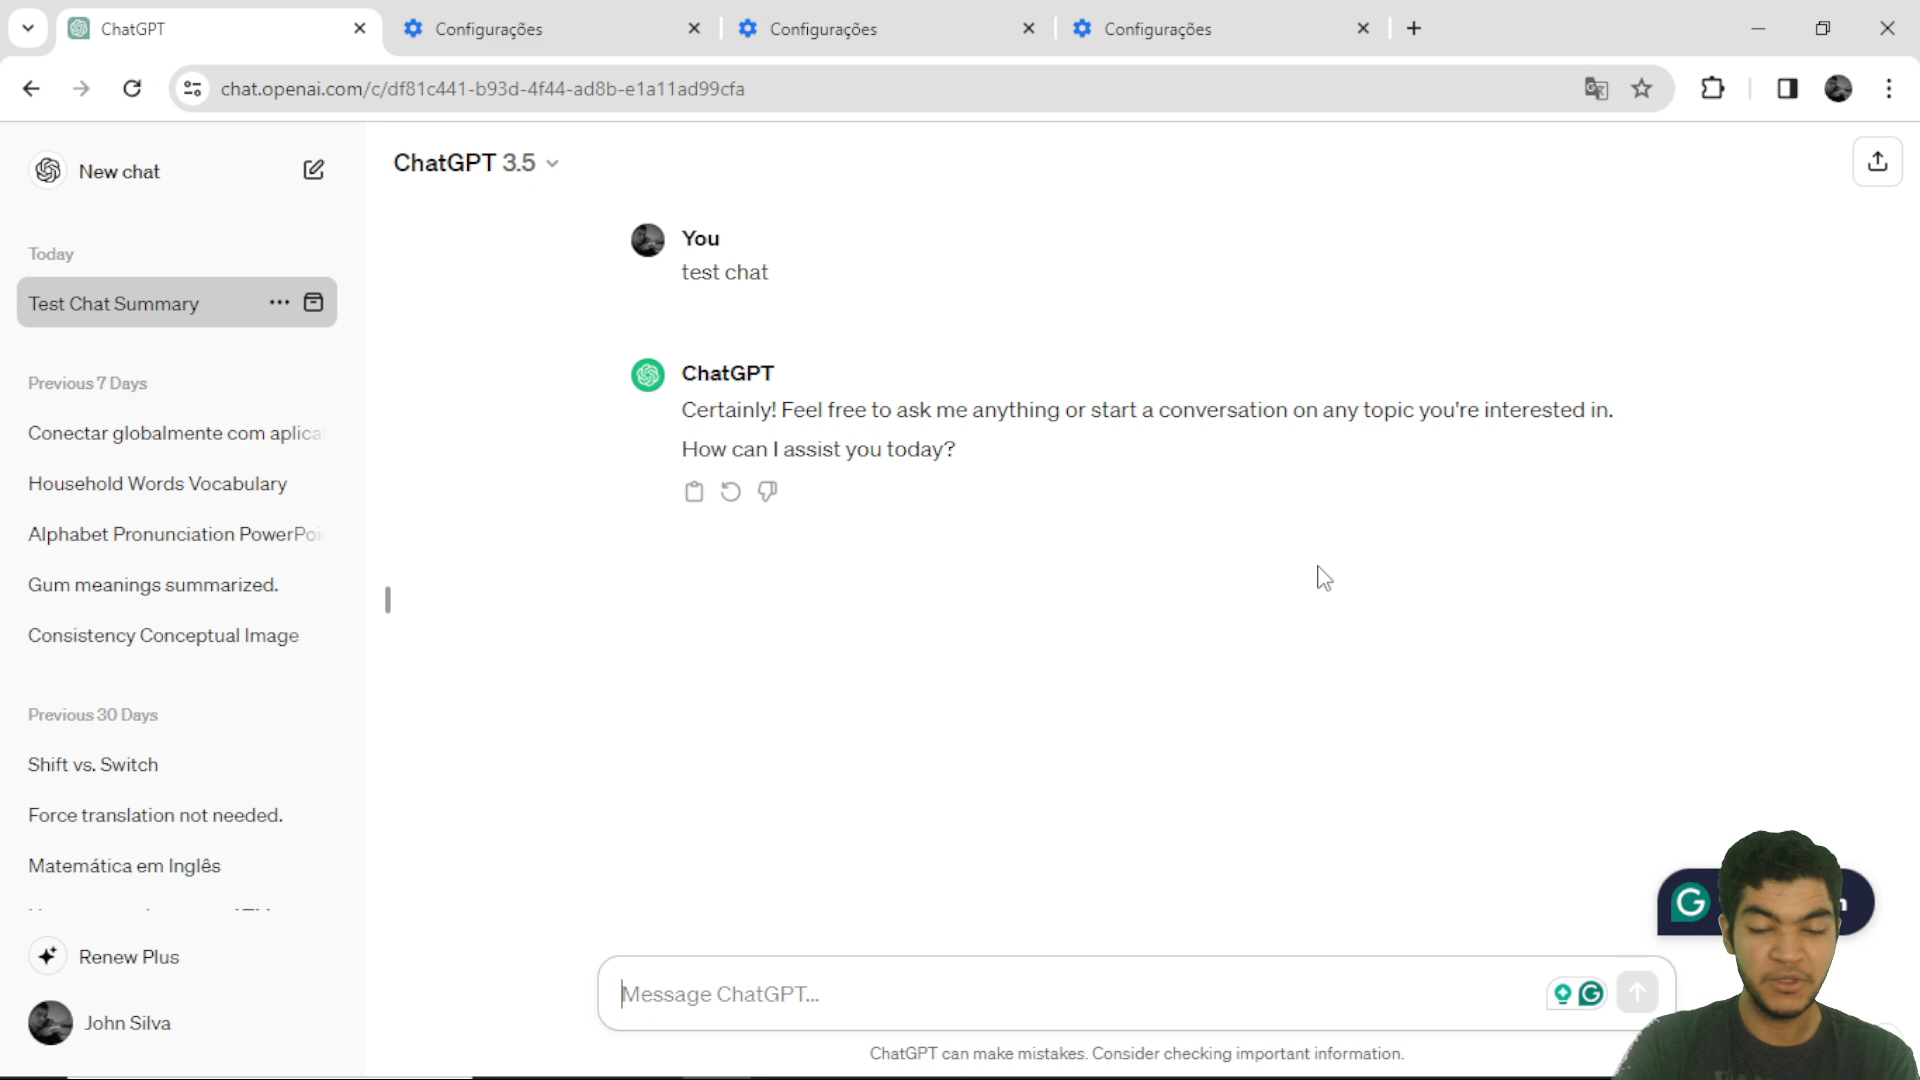 ChatGPT
Configurações
Configurações
Configurações
chat.openai.com/c/df81c441-b93d-4f44-ad8b-e1a11ad99cfa
New chat
ChatGPT 3.5
Today
Test Chat Summary
Previous 7 Days
Conectar globalmente com aplica
Household Words Vocabulary
Alphabet Pronunciation PowerPoi
Gum meanings summarized.
Consistency Conceptual Image
Previous 30 Days
Shift vs. Switch
Force translation not needed.
Matemática em Inglês
Renew Plus
John Silva
You
test chat
ChatGPT
Certainly! Feel free to ask me anything or start a conversation on any topic you're interested in.
How can I assist you today?
Message ChatGPT...
ChatGPT can make mistakes. Consider checking important information.